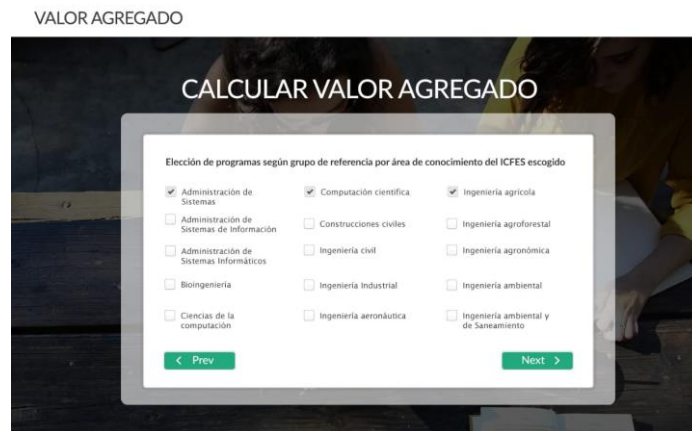 VALOR AGREGADO
CALCULAR VALOR AGREGADO
Elección de programas según grupo de referencia por área de conocimiento del ICFES escogido
Administración de
Sistemas
Computación científica
Ingeniería agrícola
Administración de
Sistemas de Información
Construcciones civiles
Ingeniería agroforestal
Administración de
Sistemas Informáticos
Ingeniería civil
Ingeniería agronómica
Bioingeniería
Ingeniería Industrial
Ingeniería ambiental
Ciencias de la
computación
Ingeniería aeronáutica
Ingeniería ambiental y
de Saneamiento
< Prev
Next >